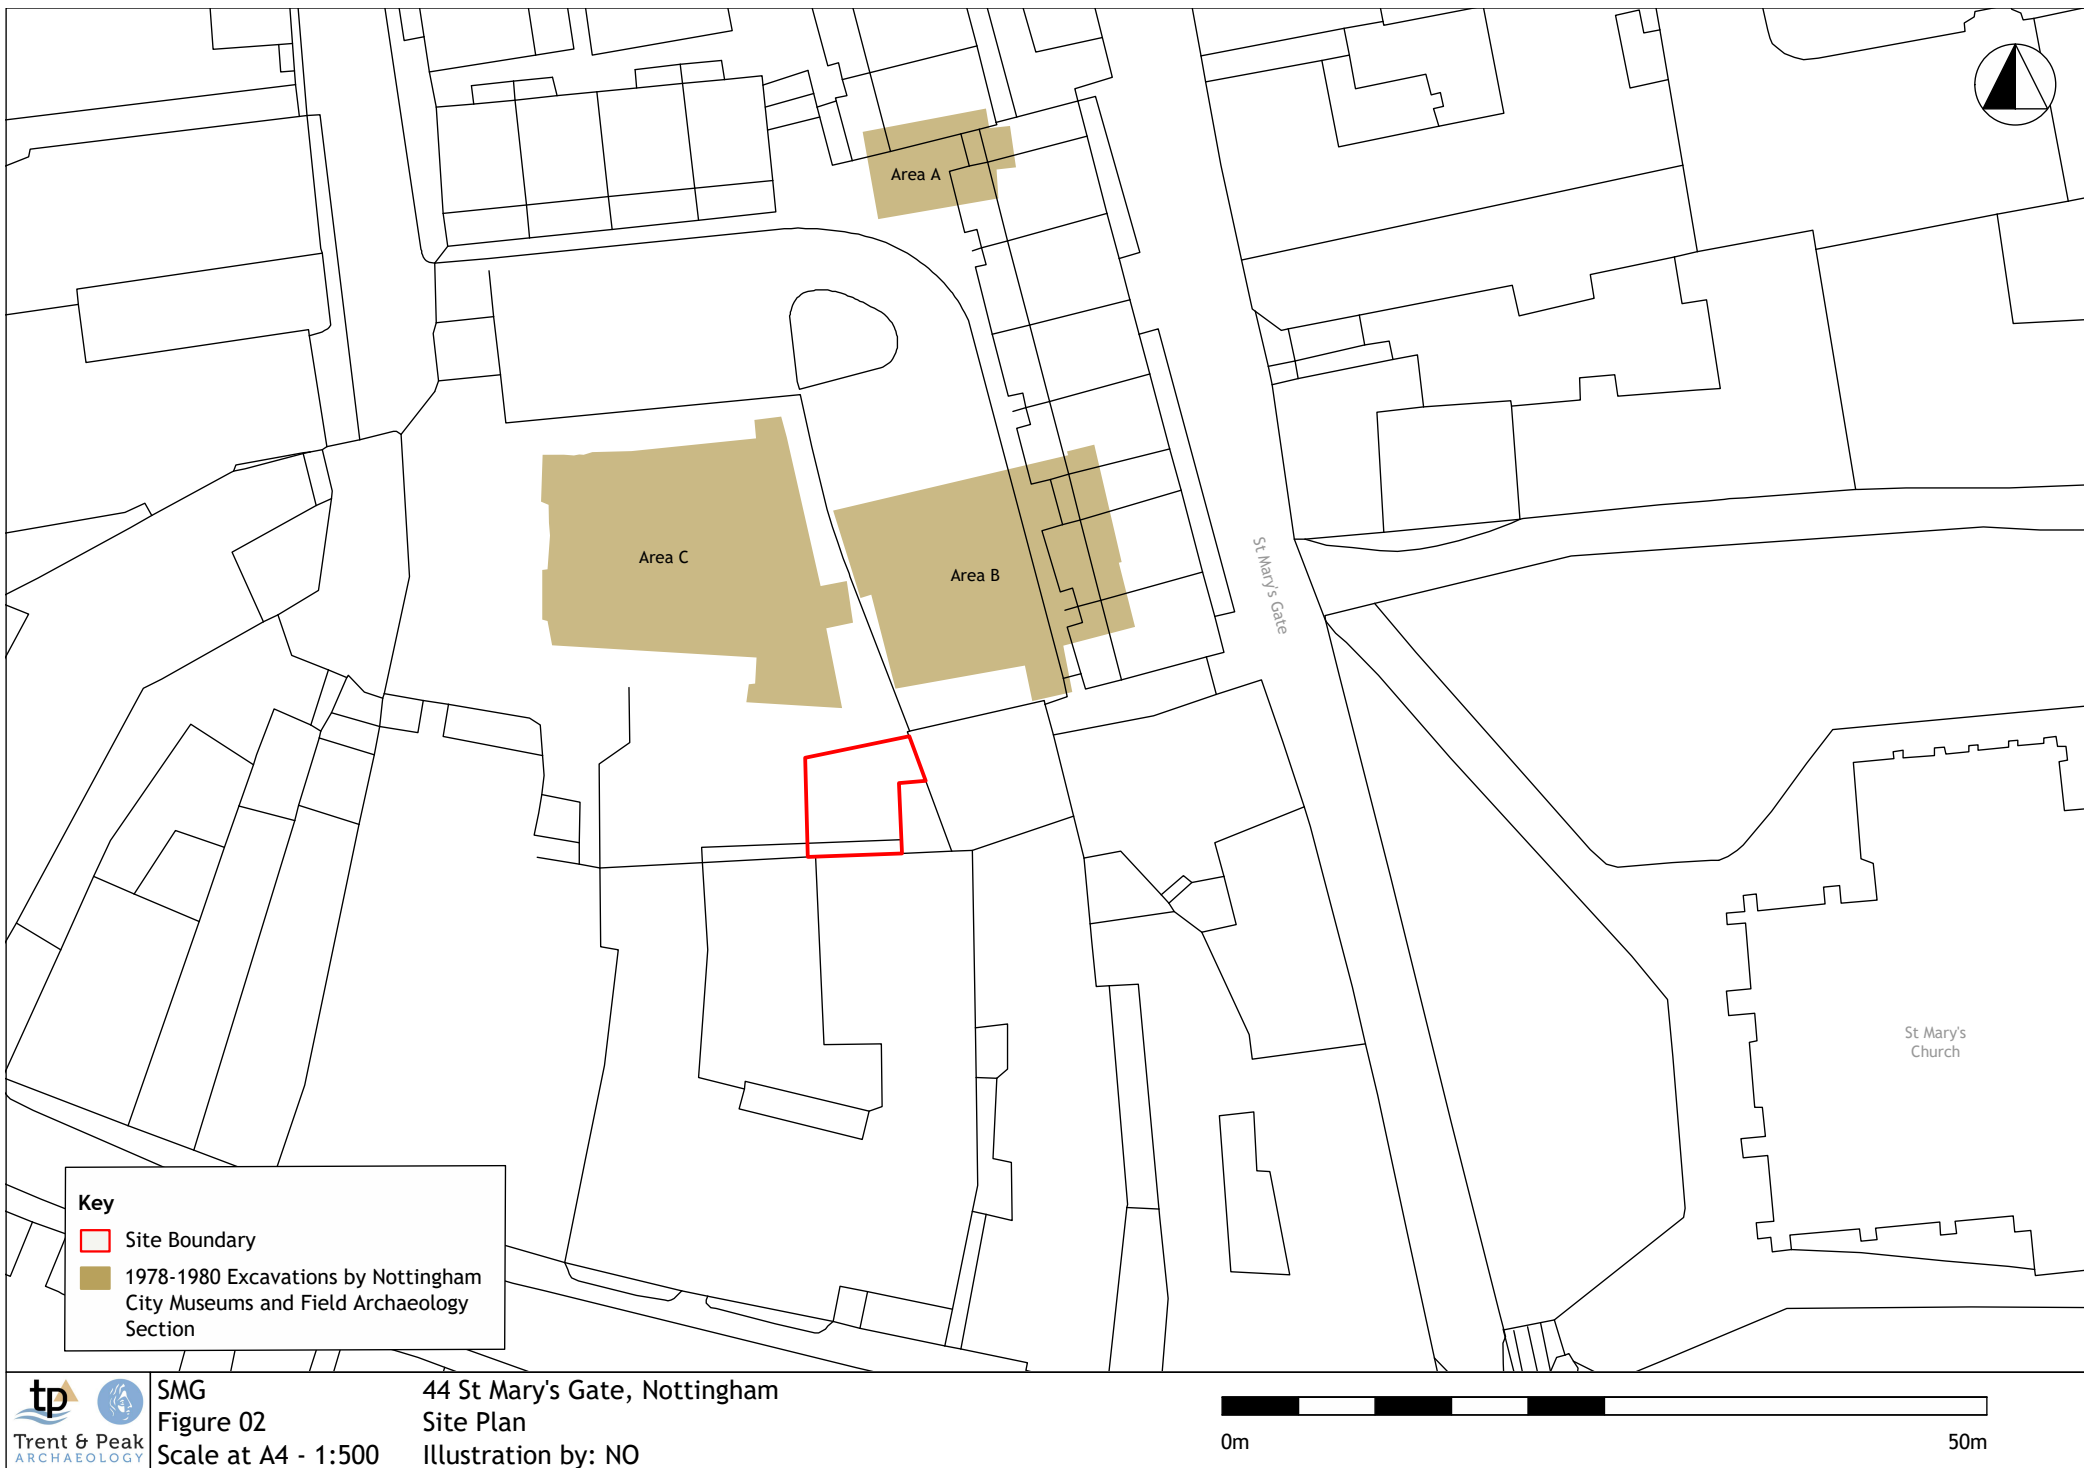 Area A
Area C
Area B
St Mary's Gate
St Mary's
Church
Key
Site Boundary
1978-1980 Excavations by Nottingham
City Museums and Field Archaeology
Section
tp
Trent & Peak
ARCHAEOLOGY
SMG
Figure 02
Scale at A4 - 1:500
44 St Mary's Gate, Nottingham
Site Plan
Illustration by: NO
0m
50m